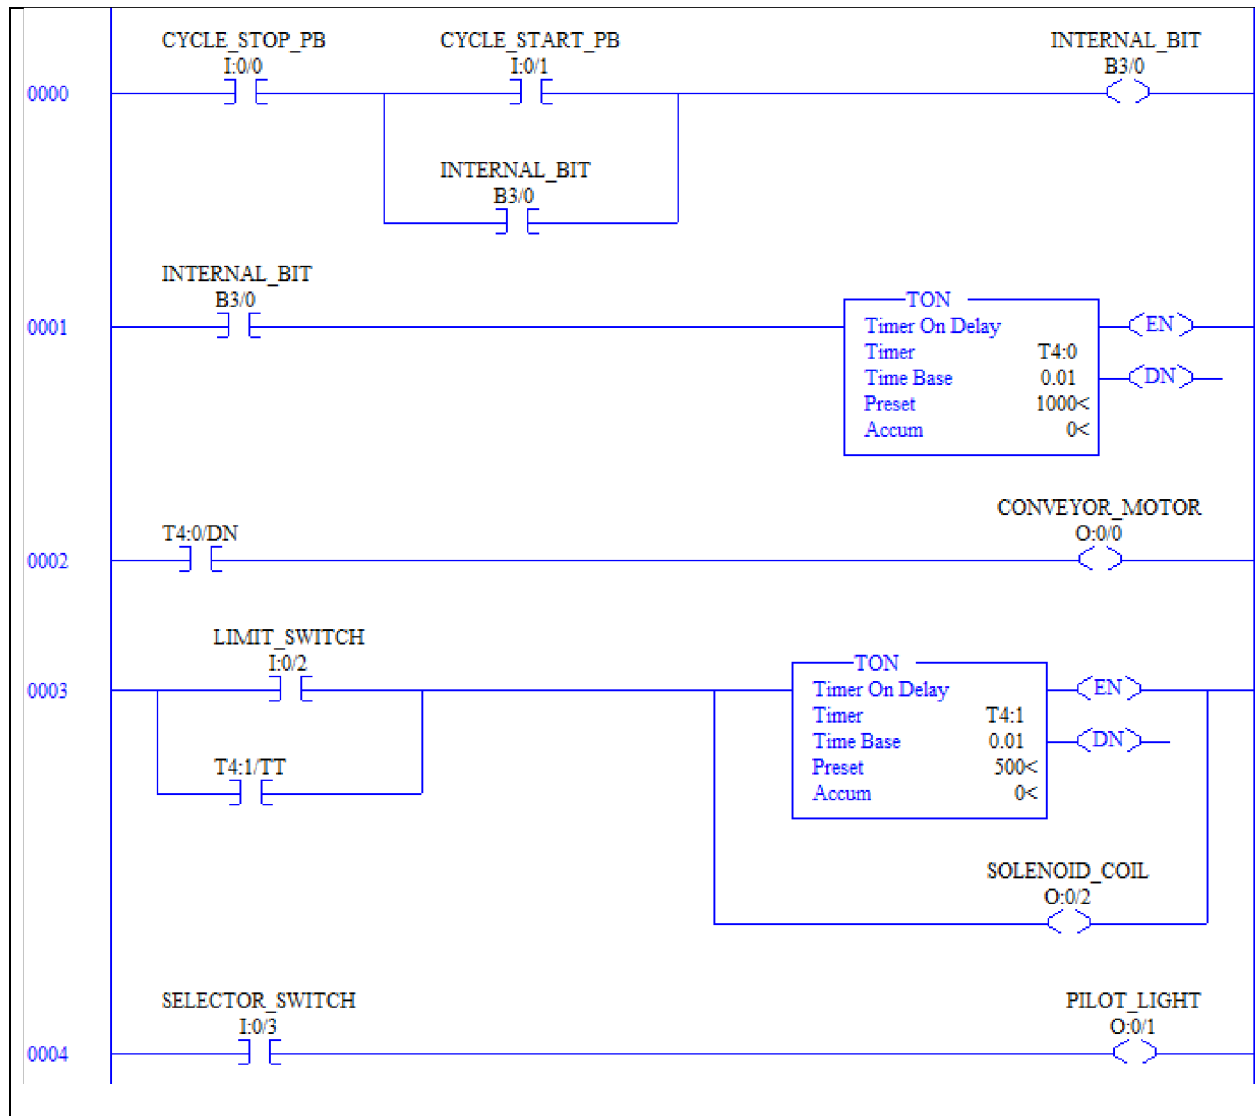 CYCLE_STOP_PB CYCLE_START_PB INTERNAL_BIT
I:0/0 I:0/1 B3/0
0000
INTERNAL_BIT
B3/0
INTERNAL_BIT
B3/0
0001
TON
Timer On Delay
Timer T4:0
Time Base 0.01
Preset 1000<
Accum 0<
EN
DN
T4:0/DN CONVEYOR_MOTOR
O:0/0
0002
LIMIT_SWITCH
I:0/2
0003
T4:1/TT
TON
Timer On Delay
Timer T4:1
Time Base 0.01
Preset 500<
Accum 0<
EN
DN
SOLENOID_COIL
O:0/2
SELECTOR_SWITCH PILOT_LIGHT
I:0/3 O:0/1
0004